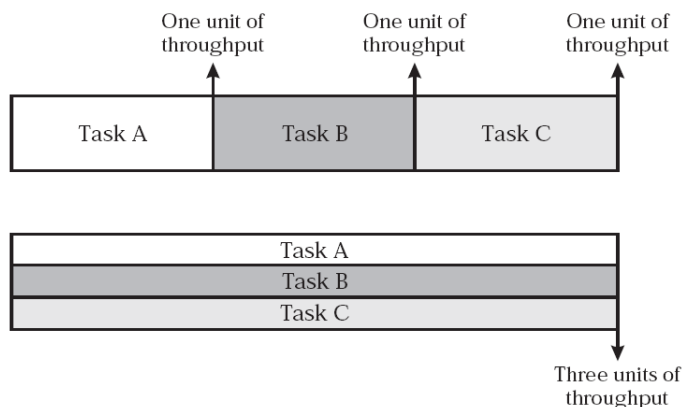 One unit of
throughput
One unit of
throughput
One unit of
throughput
Task A
Task B
Task C
Task A
Task B
Task C
Three units of
throughput